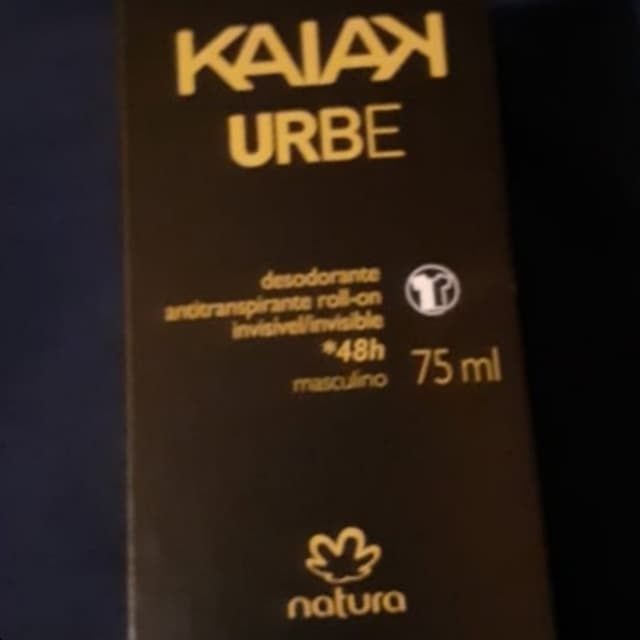 KAIAK
URBE
desodorante
antitranspirante roll-on
invisível/invisible
*48h
masculino
75 ml
natura